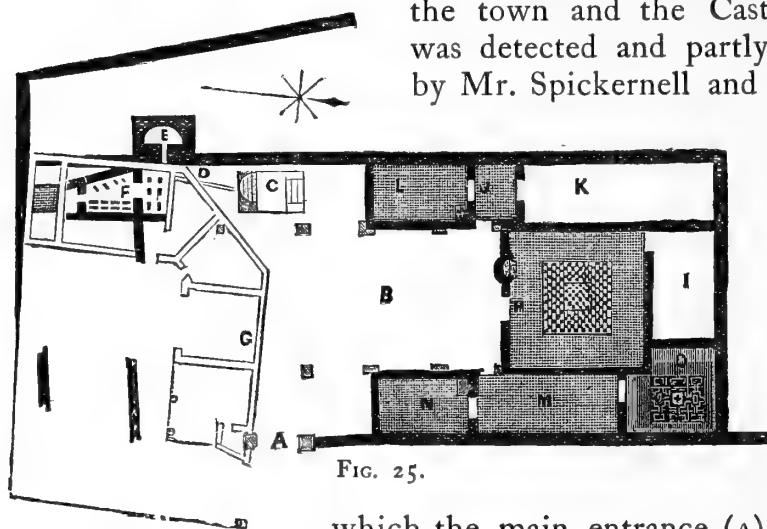 the town and the Cast
was detected and partly
by Mr. Spickernell and
E
D
C
F
L
J
K
B
H
I
G
N
M
A
FIG. 25.
which the main entrance (A)